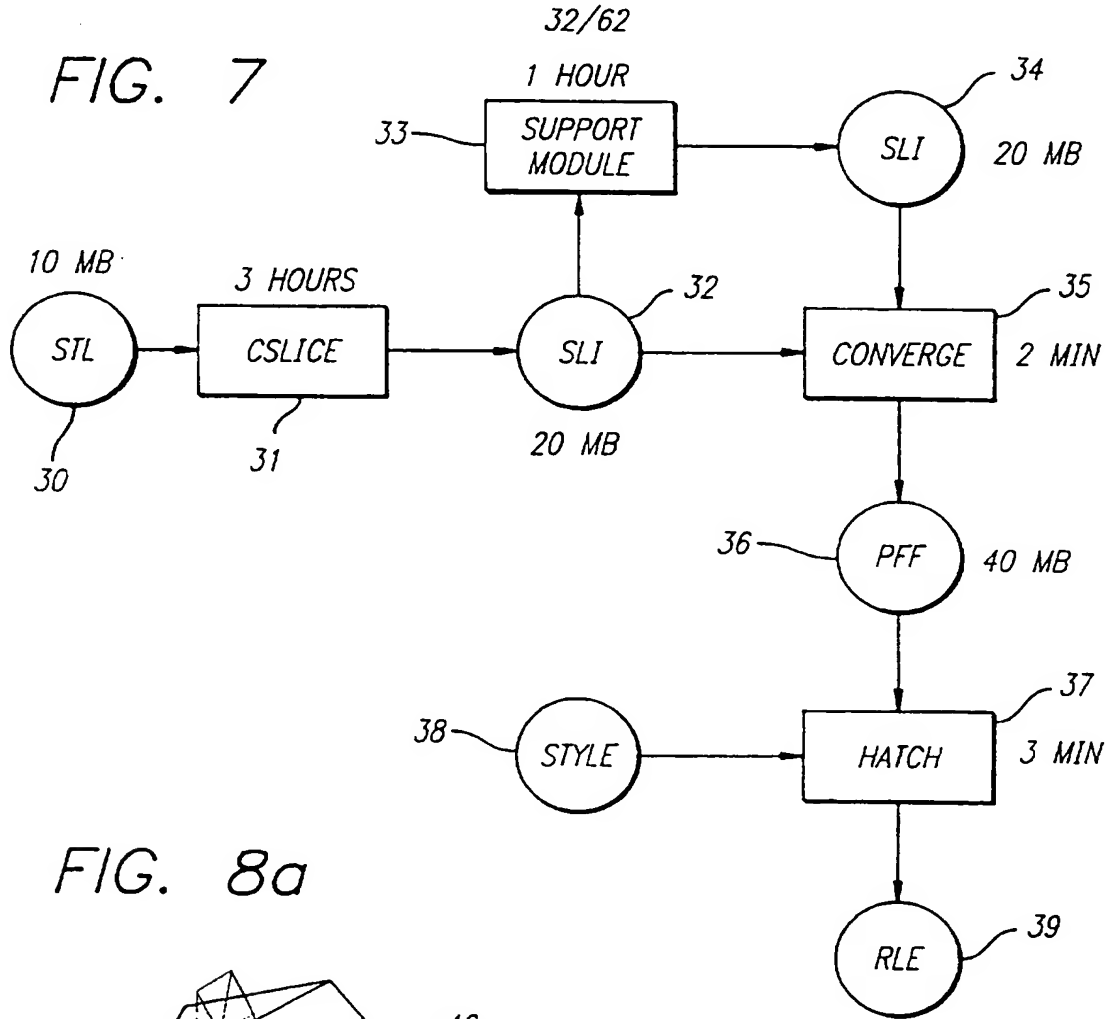 32/62
FIG. 7
1 HOUR
33
SUPPORT
MODULE
34
SLI
20 MB
10 MB
3 HOURS
32
35
STL
CSLICE
SLI
CONVERGE
2 MIN
30
31
20 MB
36
PFF
40 MB
37
38
STYLE
HATCH
3 MIN
FIG. 8a
39
RLE